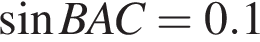 sin BAC = 0.1